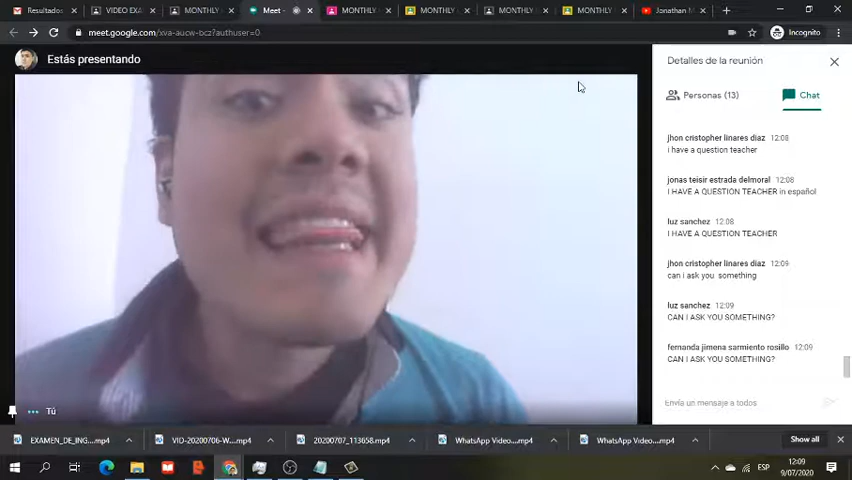 Resultados
VIDEO EXA
MONTHLY
Meet -
MONTHLY
MONTHLY
MONTHLY
MONTHLY
Jonathan M
meet.google.com/xva-aucw-bcz?authuser=0
Incognito
Estás presentando
Detalles de la reunión
Personas (13)
Chat
jhon cristopher linares diaz 12:08
i have a question teacher
jonas teisir estrada delmoral 12:08
I HAVE A QUESTION TEACHER in español
luz sanchez 12:08
I HAVE A QUESTION TEACHER
jhon cristopher linares diaz 12:09
can i ask you something
luz sanchez 12:09
CAN I ASK YOU SOMETHING?
fernanda jimena sarmiento rosillo 12:09
CAN I ASK YOU SOMETHING?
Envía un mensaje a todos
Tú
EXAMEN_DE_ING....mp4
VID-20200706-W....mp4
20200707_113658.mp4
WhatsApp Video....mp4
WhatsApp Video....mp4
Show all
ESP
12:09
9/07/2020